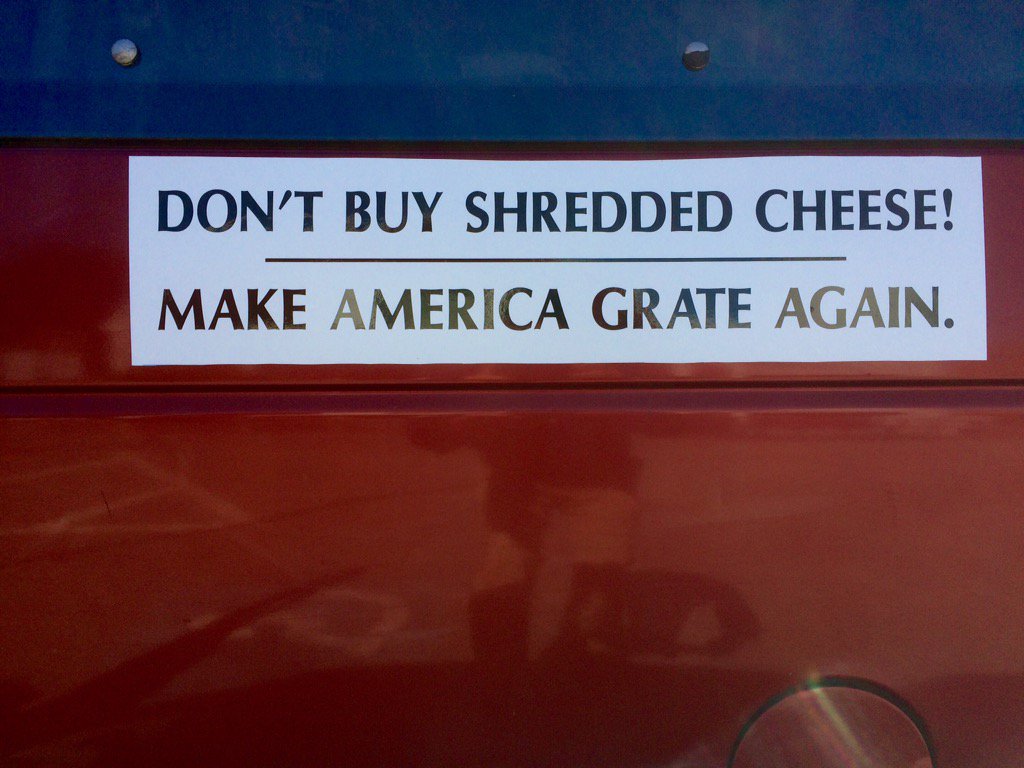 DON'T BUY SHREDDED CHEESE!
MAKE AMERICA GRATE AGAIN.